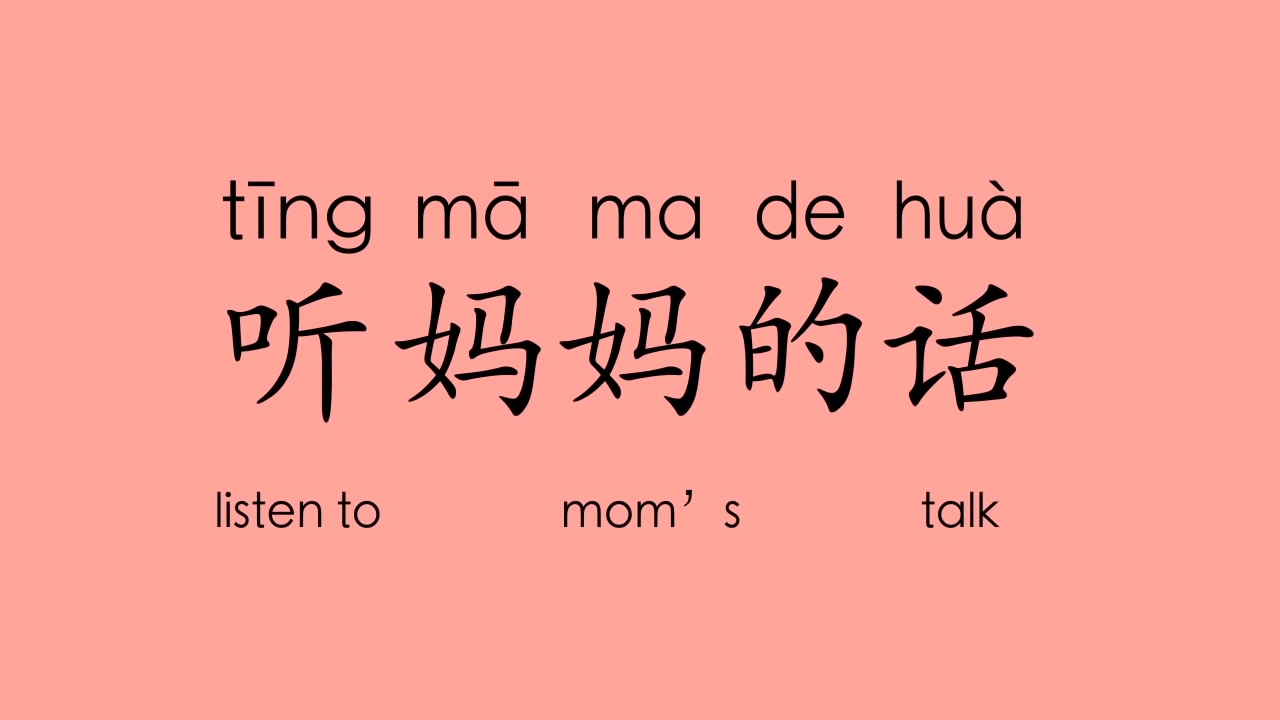 tīng mā ma de huà
听妈妈的话
listen to mom’s talk